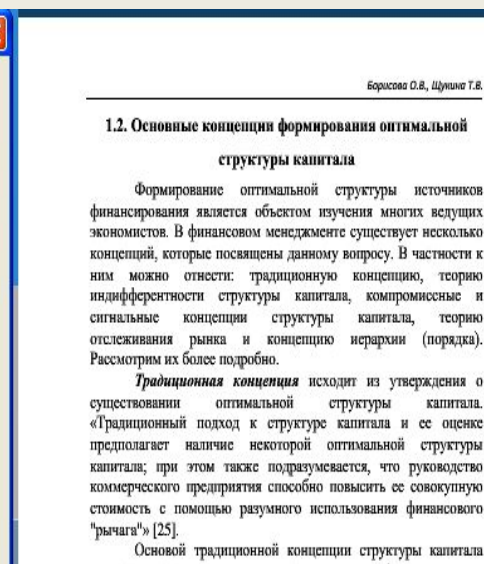 Борисова О.В., Щукина Т.В.
1.2. Основные концепции формирования оптимальной
структуры капитала
Формирование оптимальной структуры источников
финансирования является объектом изучения многих ведущих
экономистов. В финансовом менеджменте существует несколько
концепций, которые посвящены данному вопросу. В частности к
ним можно отнести: традиционную концепцию, теорию
индифферентности структуры капитала, компромиссные и
сигнальные концепции структуры капитала, теорию
отслеживания рынка и концепцию иерархии (порядка).
Рассмотрим их более подробно.
Традиционная концепция исходит из утверждения о
существовании оптимальной структуры капитала.
«Традиционный подход к структуре капитала и ее оценке
предполагает наличие некоторой оптимальной структуры
капитала; при этом также подразумевается, что руководство
коммерческого предприятия способно повысить ее совокупную
стоимость с помощью разумного использования финансового
"рычага"» [25].
Основой традиционной концепции структуры капитала